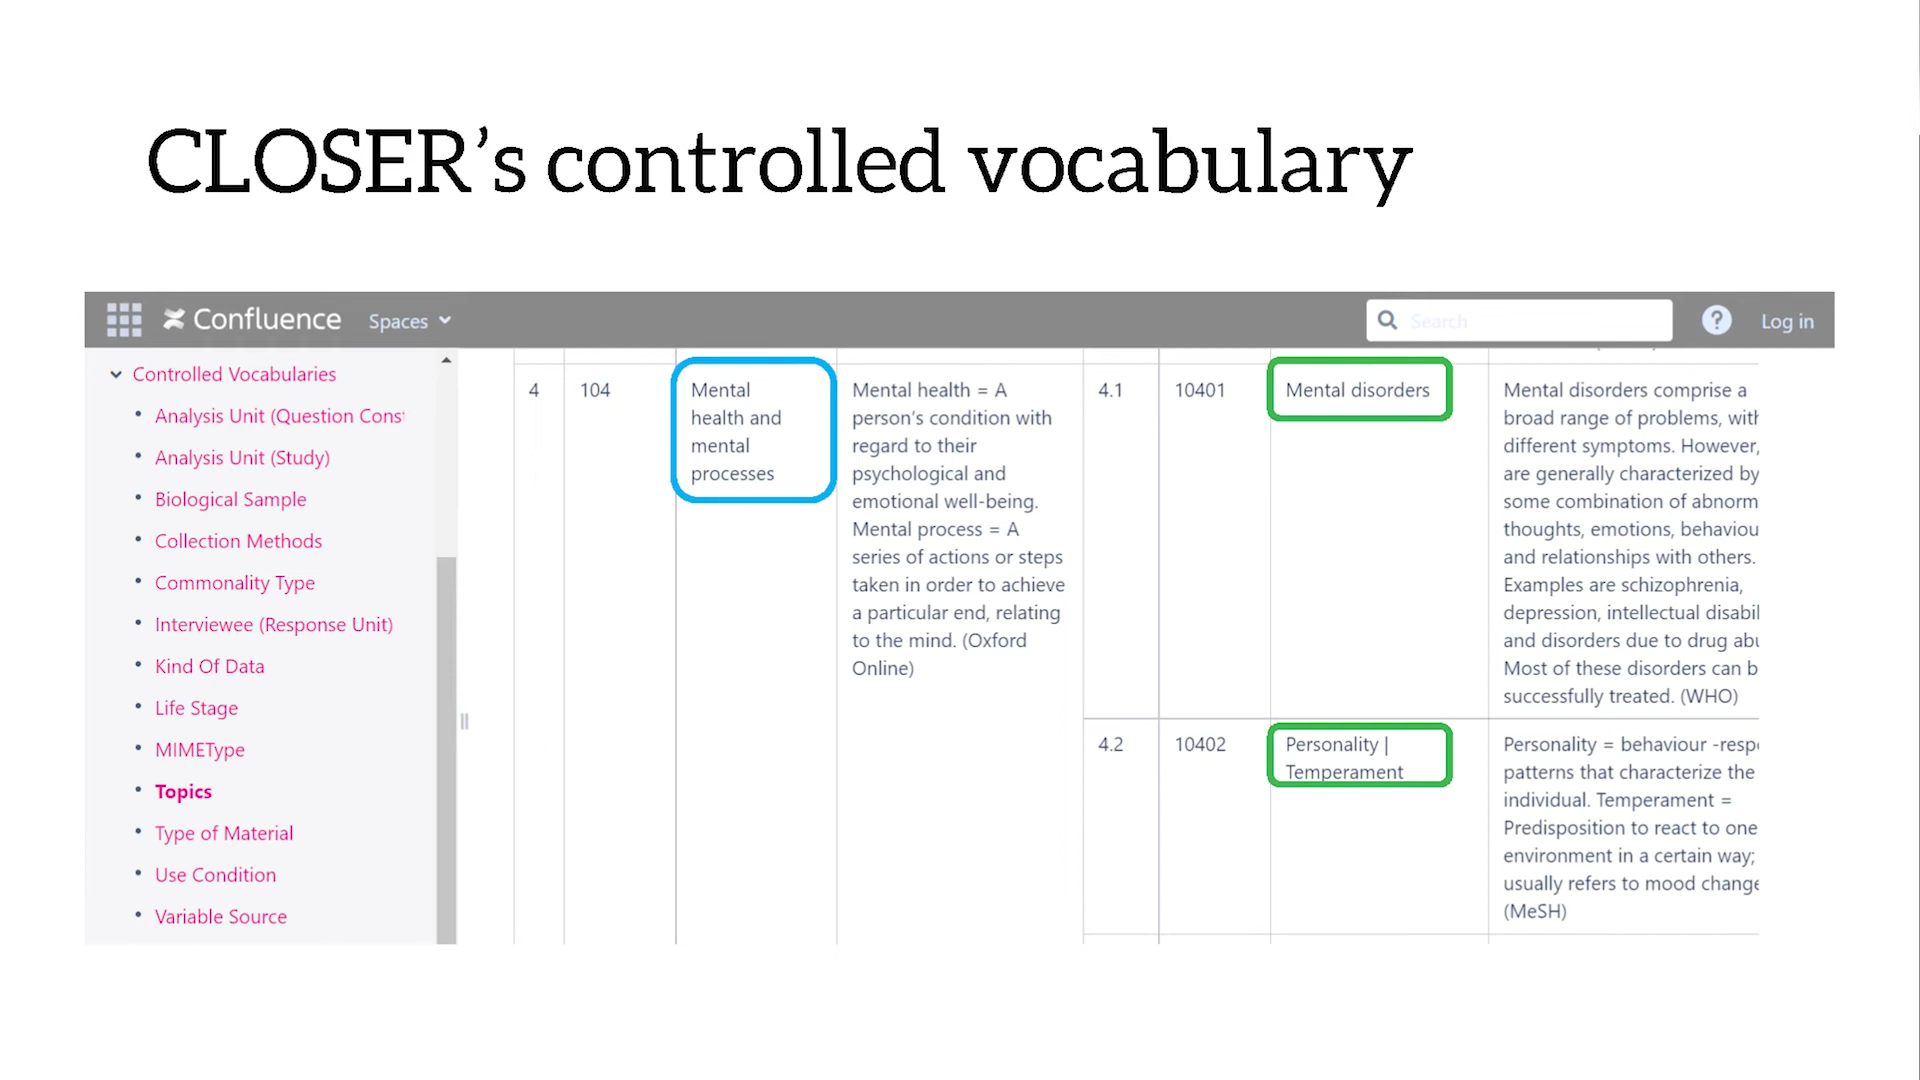 CLOSER’s controlled vocabulary
Confluence
Spaces
Search
?
Log in
Controlled Vocabularies
Analysis Unit (Question Const
Analysis Unit (Study)
Biological Sample
Collection Methods
Commonality Type
Interviewee (Response Unit)
Kind Of Data
Life Stage
MIMEType
Topics
Type of Material
Use Condition
Variable Source
4
104
Mental
health and
mental
processes
Mental health = A
person’s condition with
regard to their
psychological and
emotional well-being.
Mental process = A
series of actions or steps
taken in order to achieve
a particular end, relating
to the mind. (Oxford
Online)
4.1
10401
Mental disorders
Mental disorders comprise a
broad range of problems, with
different symptoms. However,
are generally characterized by
some combination of abnorm
thoughts, emotions, behaviou
and relationships with others.
Examples are schizophrenia,
depression, intellectual disabil
and disorders due to drug abu
Most of these disorders can b
successfully treated. (WHO)
4.2
10402
Personality |
Temperament
Personality = behaviour -respo
patterns that characterize the
individual. Temperament =
Predisposition to react to one
environment in a certain way;
usually refers to mood change
(MeSH)